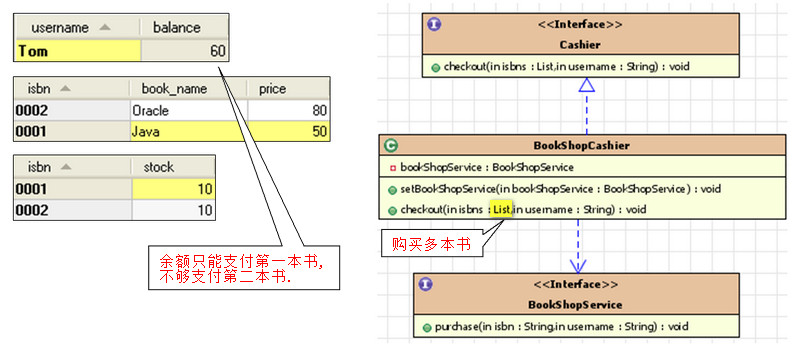 username balance
Tom 60
isbn book_name price
0002 Oracle 80
0001 Java 50
isbn stock
0001 10
0002 10
余额只能支付第一本书,
不够支付第二本书.
I
<<Interface>>
Cashier
checkout(in isbns : List,in username : String) : void
C
BookShopCashier
bookShopService : BookShopService
setBookShopService(in bookShopService : BookShopService) : void
checkout(in isbns : List,in username : String) : void
购买多本书
I
<<Interface>>
BookShopService
purchase(in isbn : String,in username : String) : void